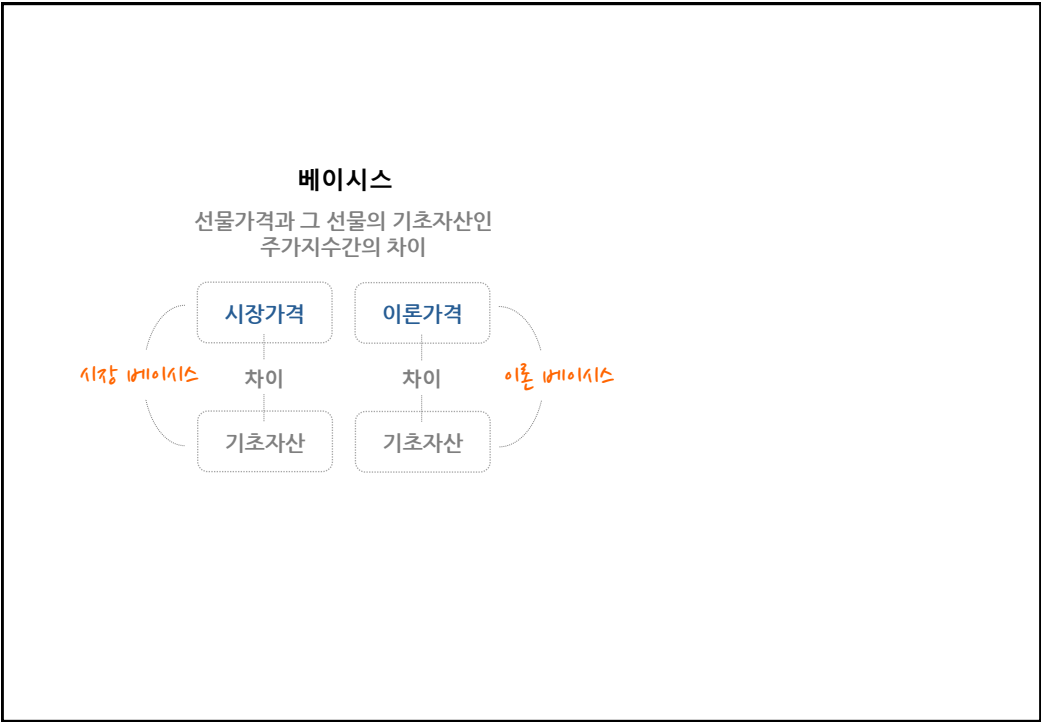 베이시스
선물가격과 그 선물의 기초자산인
주가지수간의 차이
시장가격
이론가격
시장 베이시스
차이
차이
이론 베이시스
기초자산
기초자산